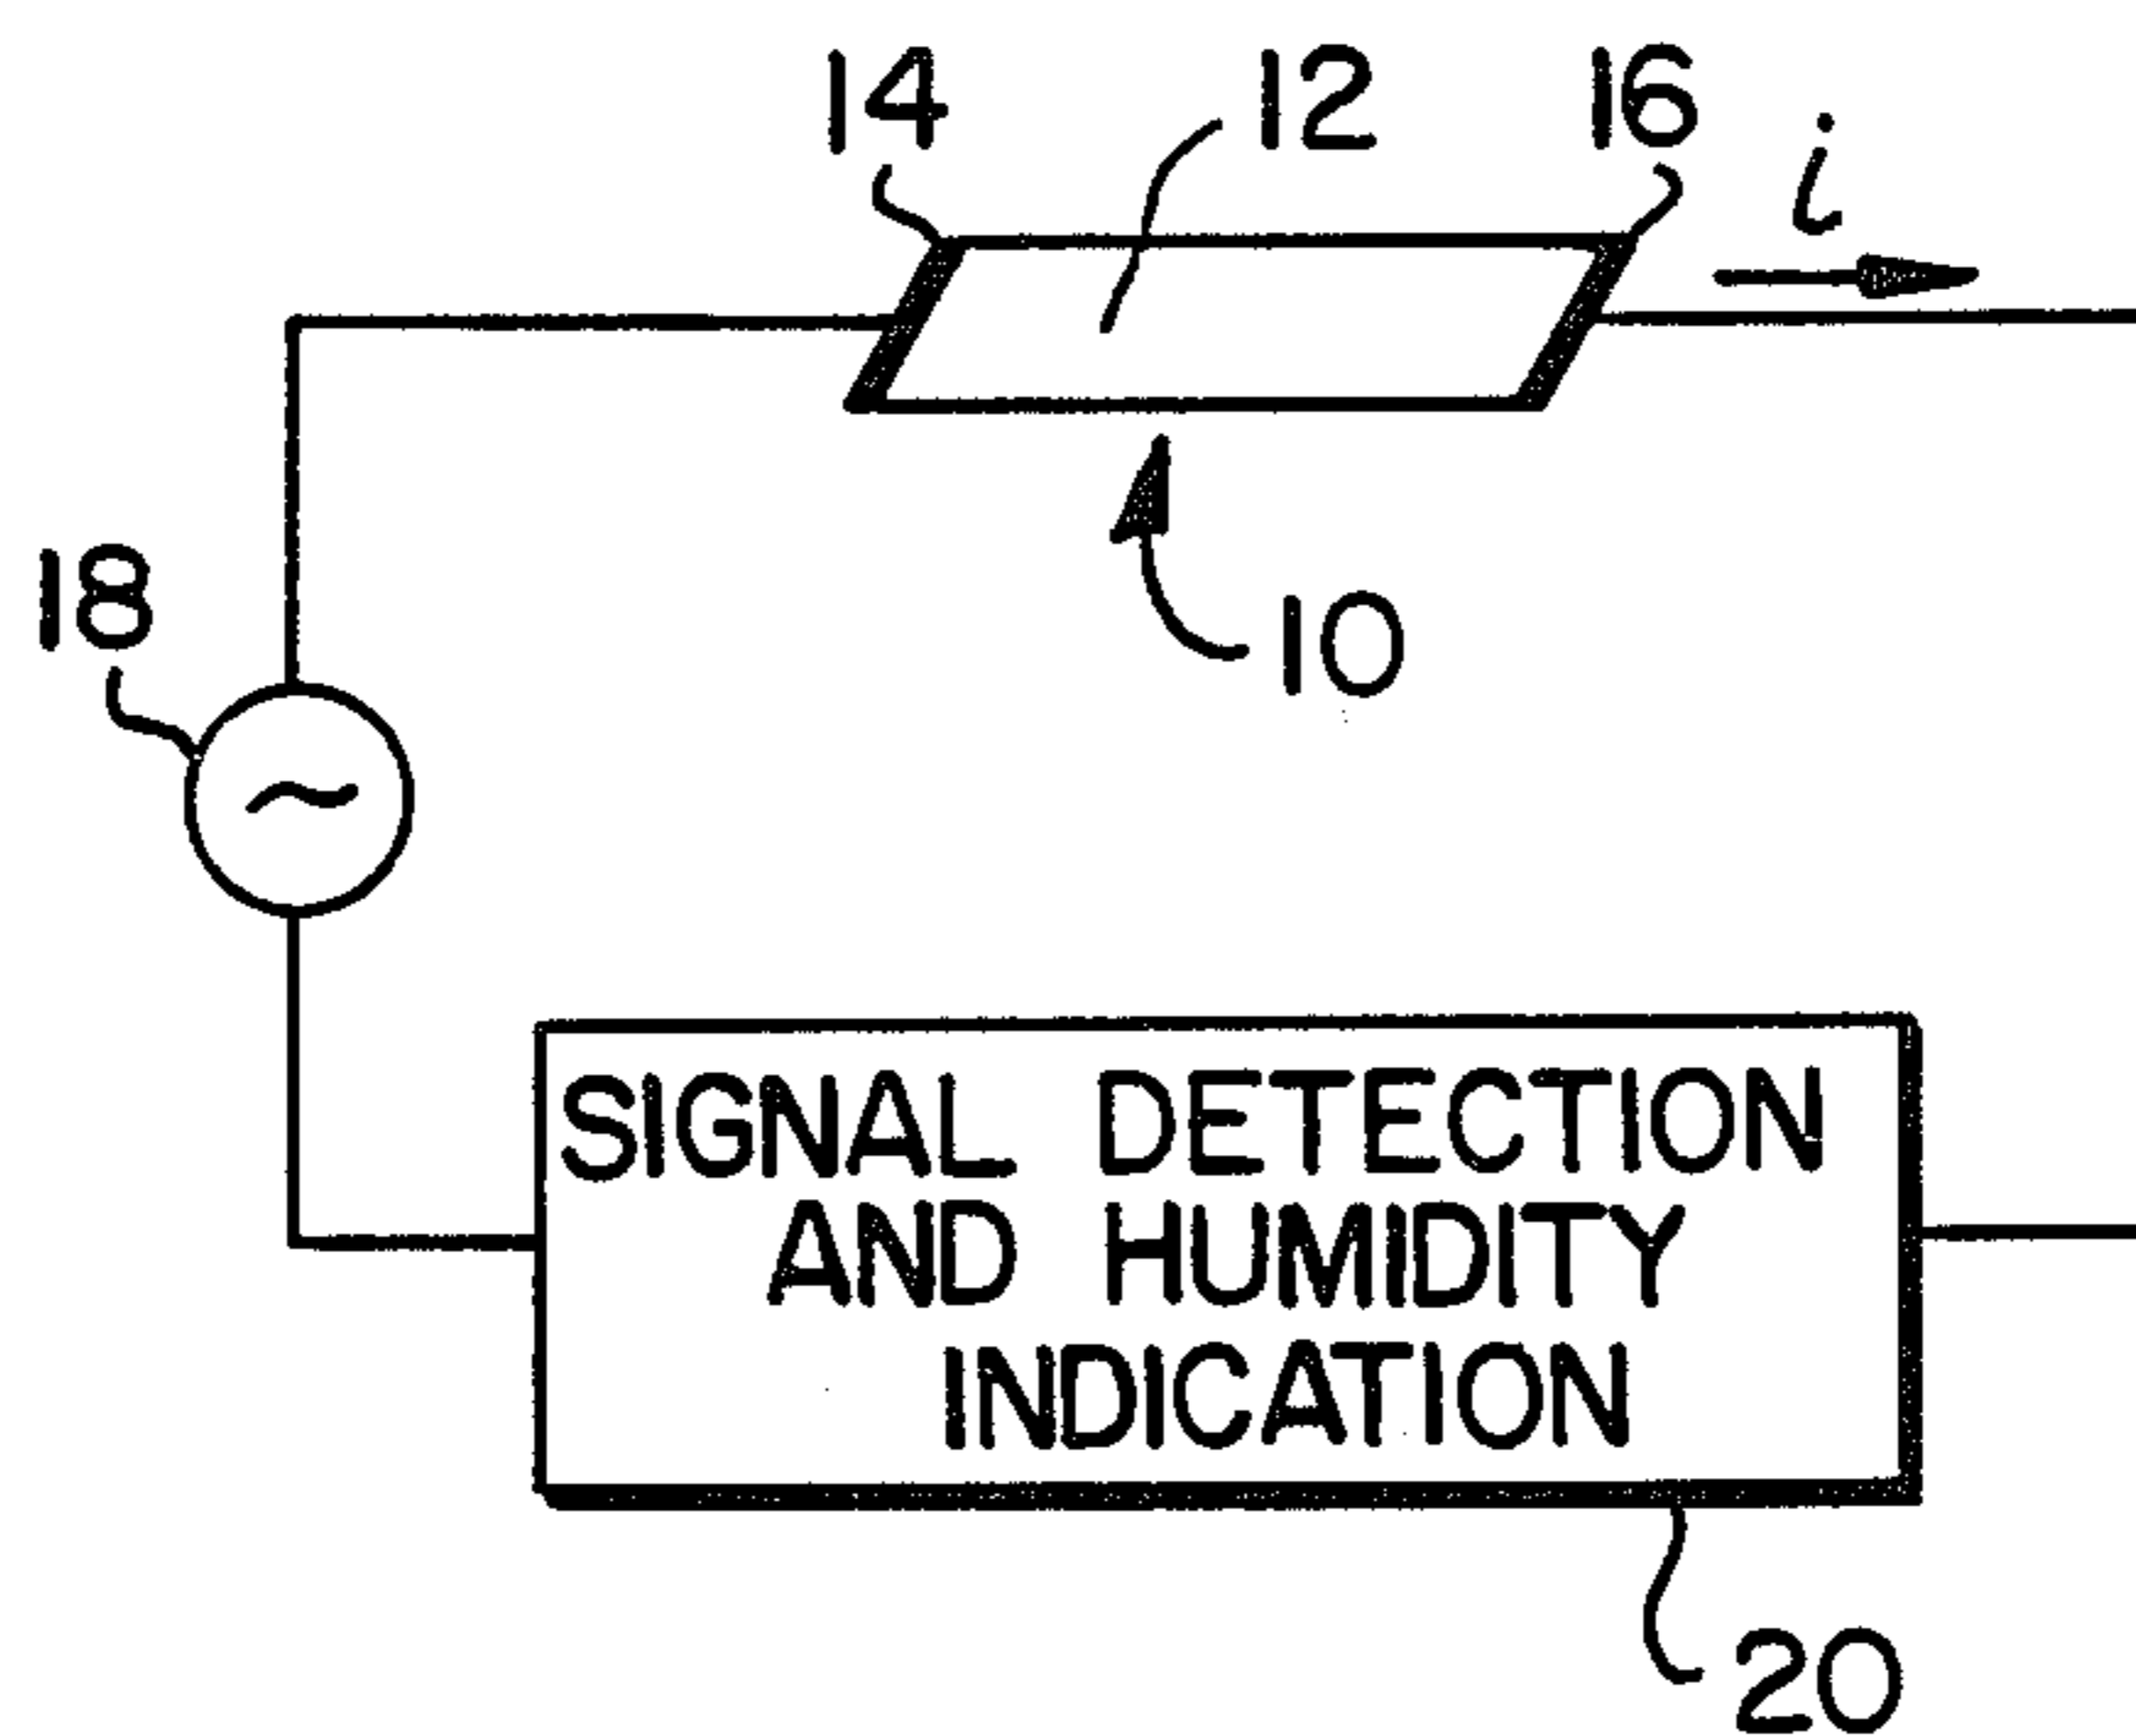 14 12 16 i
18
10
SIGNAL DETECTION
AND HUMIDITY
INDICATION
20